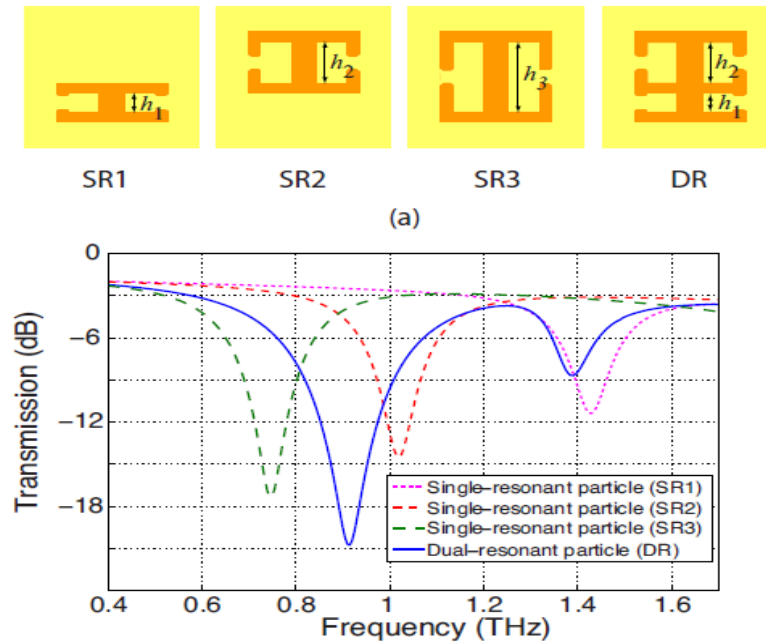 h1 h2 h3 h2
h1
SR1 SR2 SR3 DR
(a)
0
−6
−12
−18
Transmission (dB)
Single−resonant particle (SR1)
Single−resonant particle (SR2)
Single−resonant particle (SR3)
Dual−resonant particle (DR)
0.4 0.6 0.8 1 1.2 1.4 1.6
Frequency (THz)